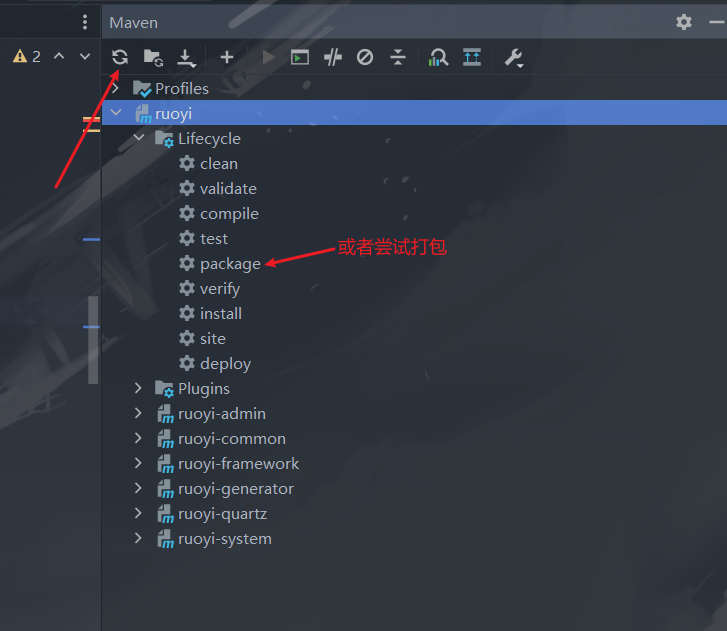 Maven
2
Profiles
ruoyi
Lifecycle
clean
validate
compile
test
package
或者尝试打包
verify
install
site
deploy
Plugins
ruoyi-admin
ruoyi-common
ruoyi-framework
ruoyi-generator
ruoyi-quartz
ruoyi-system